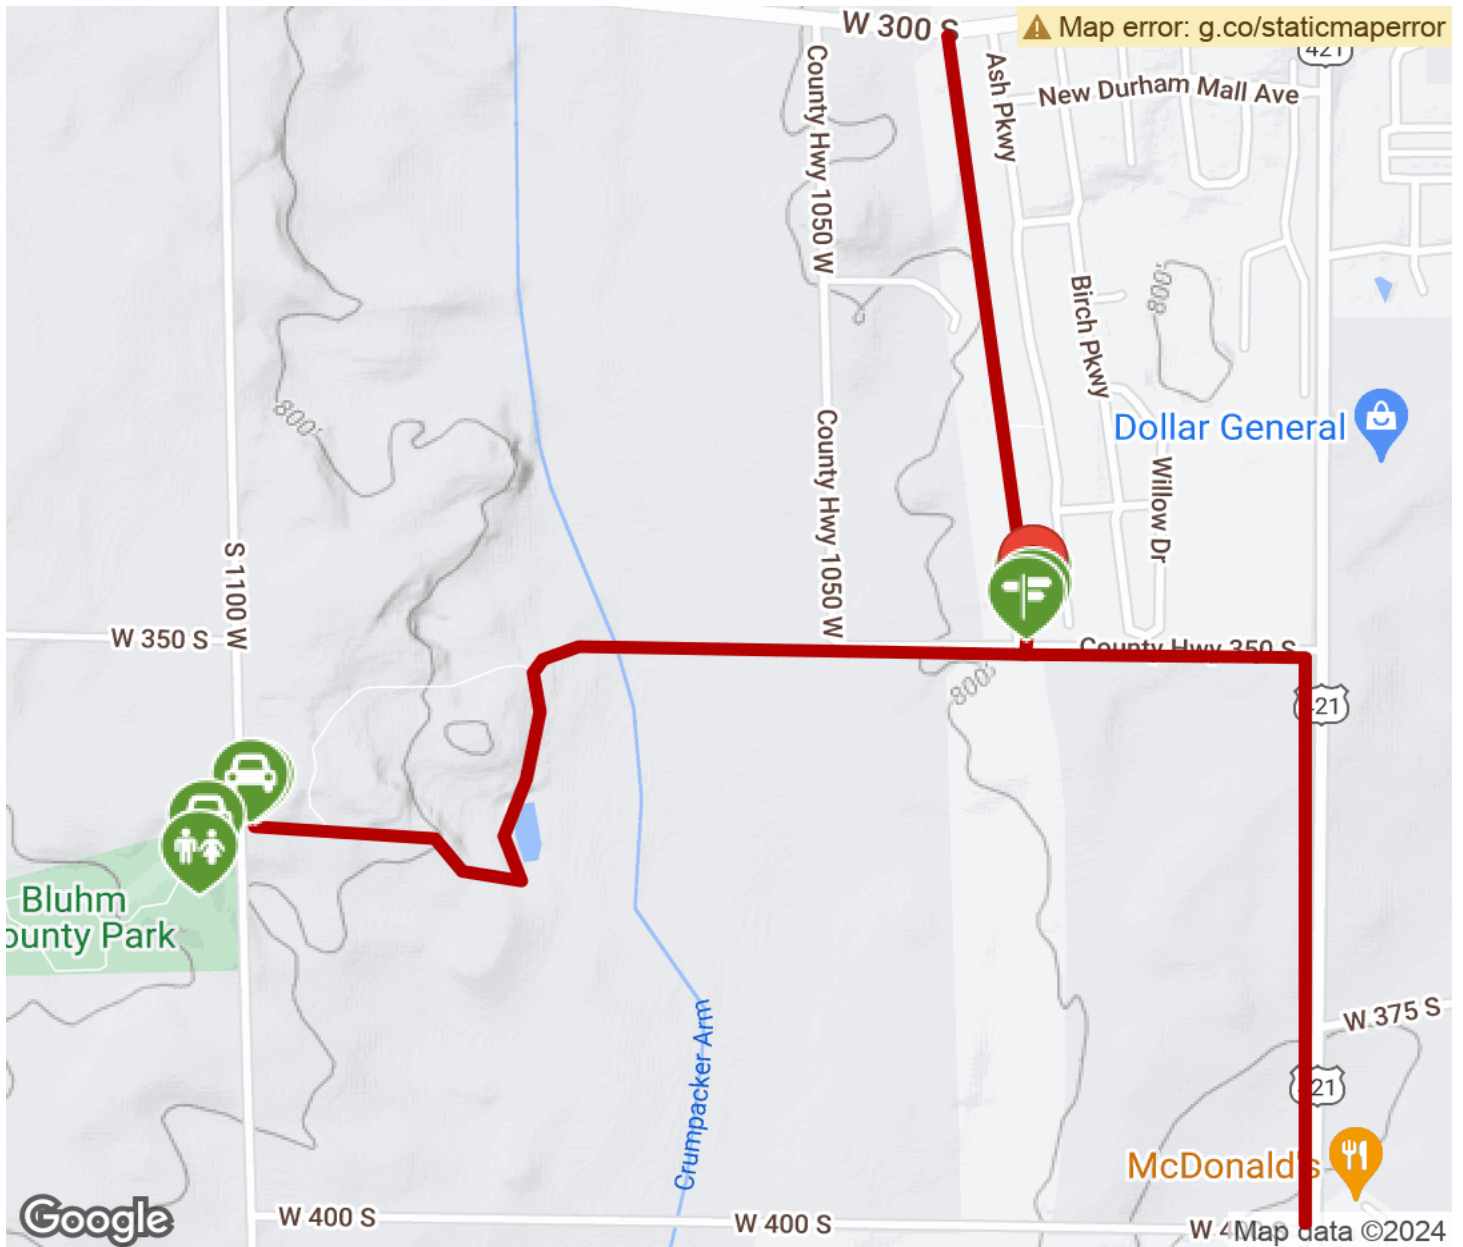 W 300 S
Map error: g.co/staticmaperror
421
County Hwy 1050 W
Ash Pkwy
New Durham Mall Ave
800'
Birch Pkwy
800'
Dollar General
County Hwy 1050 W
Willow Dr
S 1100 W
W 350 S
County Hwy 350 S
800'
421
Bluhm
ounty Park
Crumpacker Arm
W 375 S
421
McDonald's
Google
W 400 S
W 400 S
W 4
Map data ©2024